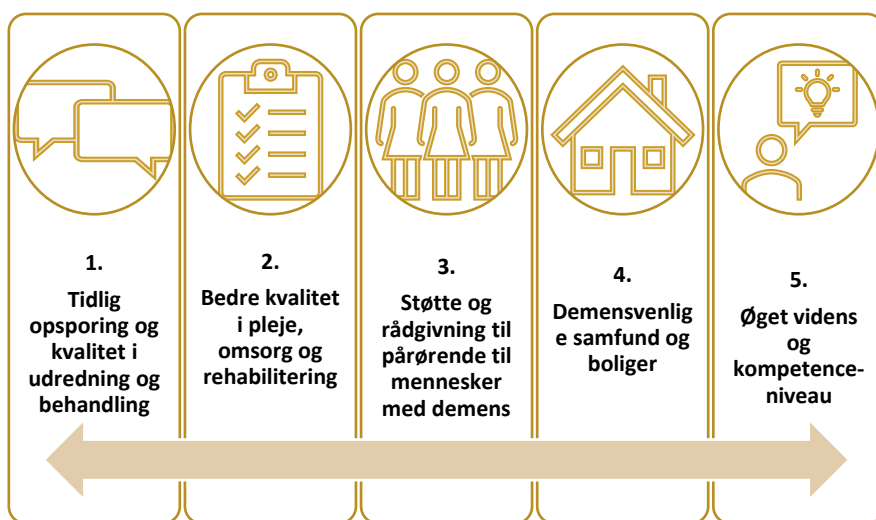 1.
Tidlig
opsporing og
kvalitet i
udredning og
behandling
2.
Bedre kvalitet
i pleje,
omsorg og
rehabilitering
3.
Støtte og
rådgivning til
pårørende til
mennesker
med demens
4.
Demensvenlig
e samfund og
boliger
5.
Øget videns
og
kompetence-
niveau